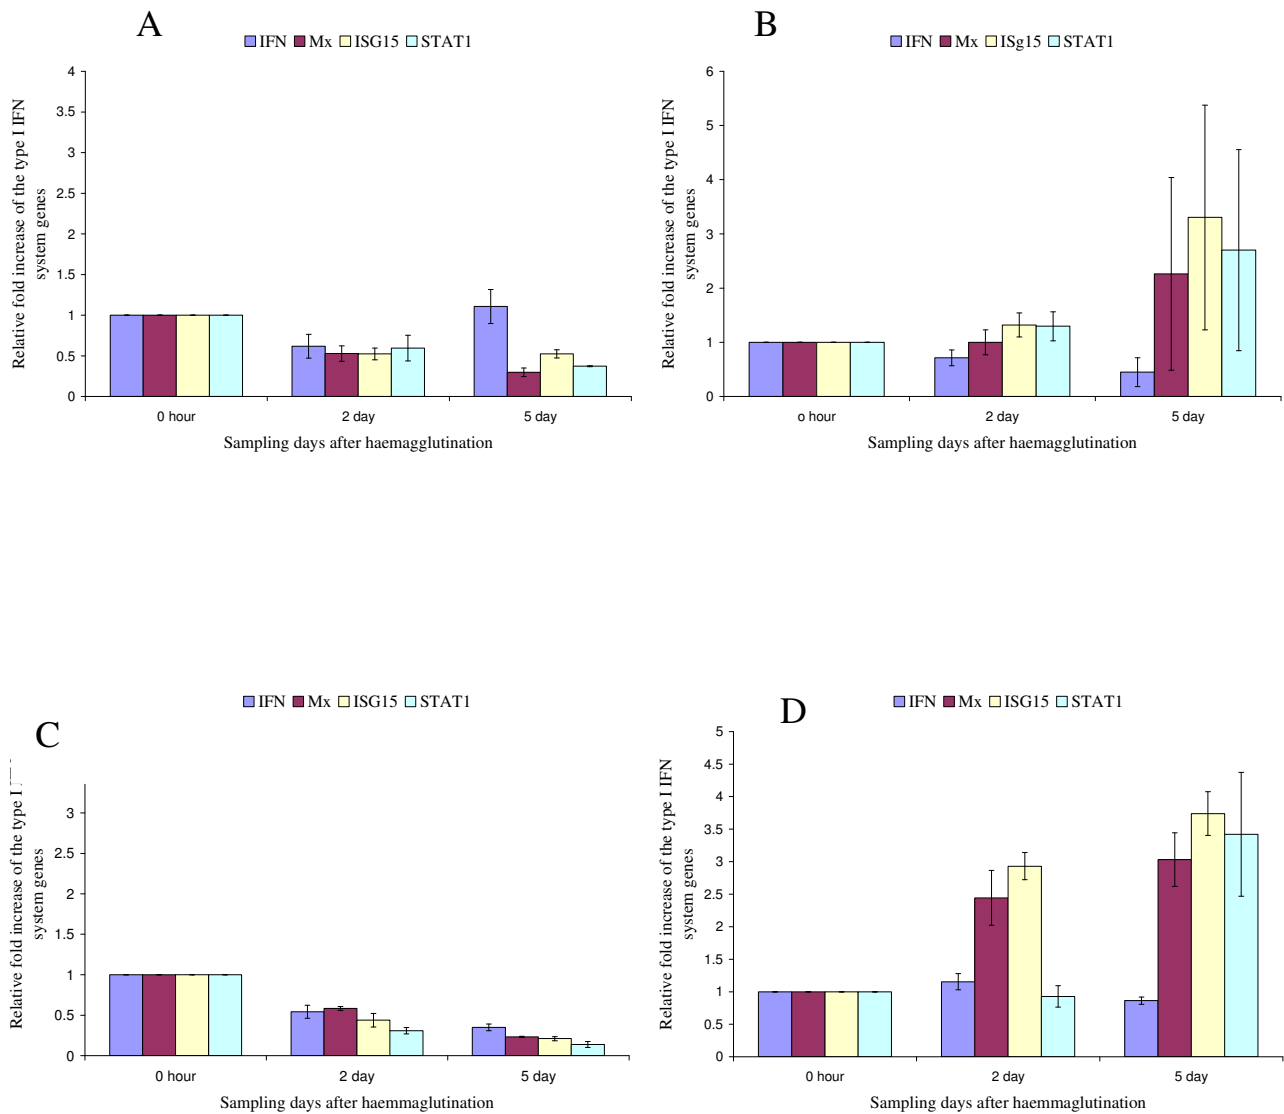 A
IFN Mx ISG15 STAT1
Relative fold increase of the type I IFN
system genes
4
3.5
3
2.5
2
1.5
1
0.5
0
0 hour 2 day 5 day
Sampling days after haemagglutination
B
IFN Mx ISg15 STAT1
Relative fold increase of the type I IFN
system genes
6
5
4
3
2
1
0
o hour 2 day 5 day
Sampling days after haemagglutination
C
IFN Mx ISG15 STAT1
Relative fold increase of the type I
system genes
3
2.5
2
1.5
1
0.5
0
0 hour 2 day 5 day
Sampling days after haemmaglutination
D
IFN Mx ISG15 STAT1
Relative fold increase of the type I IFN
system genes
5
4.5
4
3.5
3
2.5
2
1.5
1
0.5
0
0 hour 2 day 5 day
Sampling days after haemmaglutination